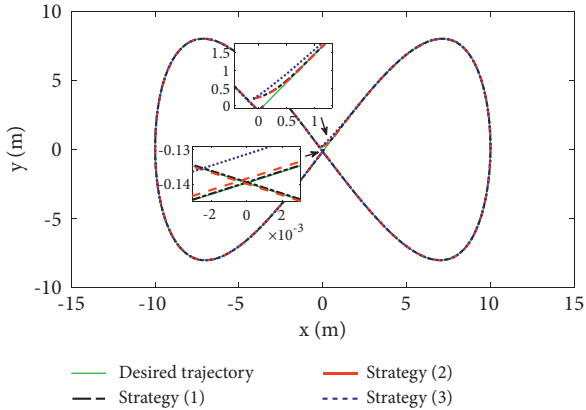 10
5
0
-5
-10
y (m)
1.5
1
0.5
0
0 0.5 1
-0.13
-0.14
-2 0 2
×10⁻³
-15 -10 -5 0 5 10 15
x (m)
Desired trajectory
Strategy (1)
Strategy (2)
Strategy (3)